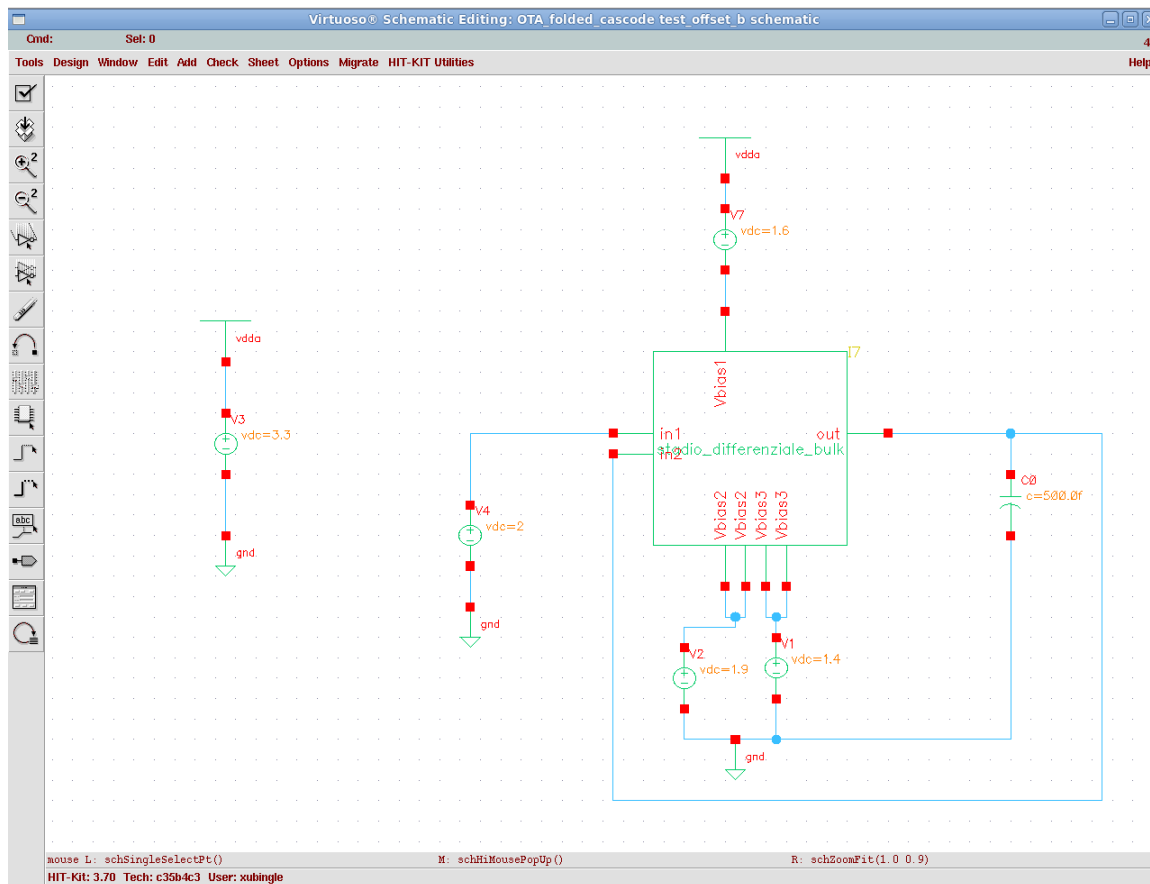 Virtuoso® Schematic Editing: OTA_folded_cascode test_offset_b schematic
Cmd: Sel: 0
4
Tools Design Window Edit Add Check Sheet Options Migrate HIT-KIT Utilities Help
vdda
V7
vdc=1.6
vdda
V3
vdc=3.3
gnd
I7
Vbias1
in1
in2
out
stadio_differenziale_bulk
Vbias2
Vbias2
Vbias3
Vbias3
C0
c=500.0f
V4
vdc=2
gnd
V2
vdc=1.9
V1
vdc=1.4
gnd
abc
2
2
mouse L: schSingleSelectPt() M: schHiMousePopUp() R: schZoomFit(1.0 0.9)
HIT-Kit: 3.70 Tech: c35b4c3 User: xubingle